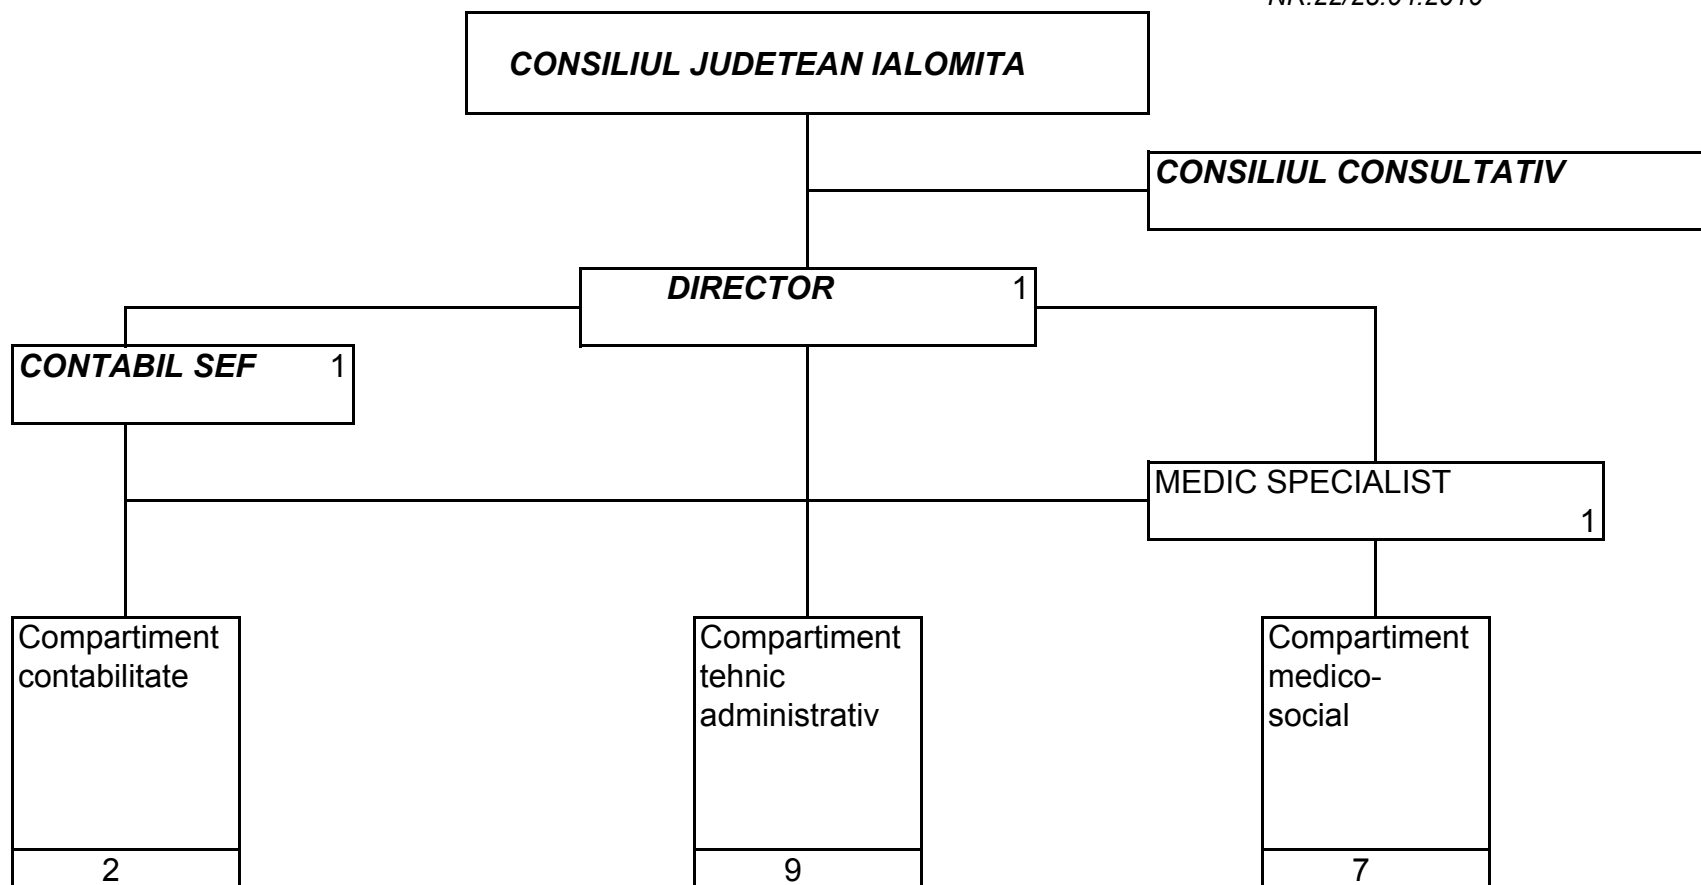 CONSILIUL JUDETEAN IALOMITA
CONSILIUL CONSULTATIV
DIRECTOR 1
CONTABIL SEF 1
MEDIC SPECIALIST
1
Compartiment
contabilitate
2
Compartiment
tehnic
administrativ
9
Compartiment
medico-
social
7